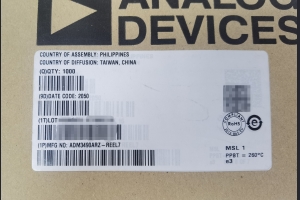 ANALOG
DEVICES
COUNTRY OF ASSEMBLY: PHILIPPINES
COUNTRY OF DIFFUSION: TAIWAN, CHINA
(Q)QTY: 1000
(9D)DATE CODE: 2050
(1T)LOT
(1P)MFG NO: ADM3490ARZ-REEL7
COMPLIANT
RoHS
e
MSL 1
PPBT = 260°C
e3